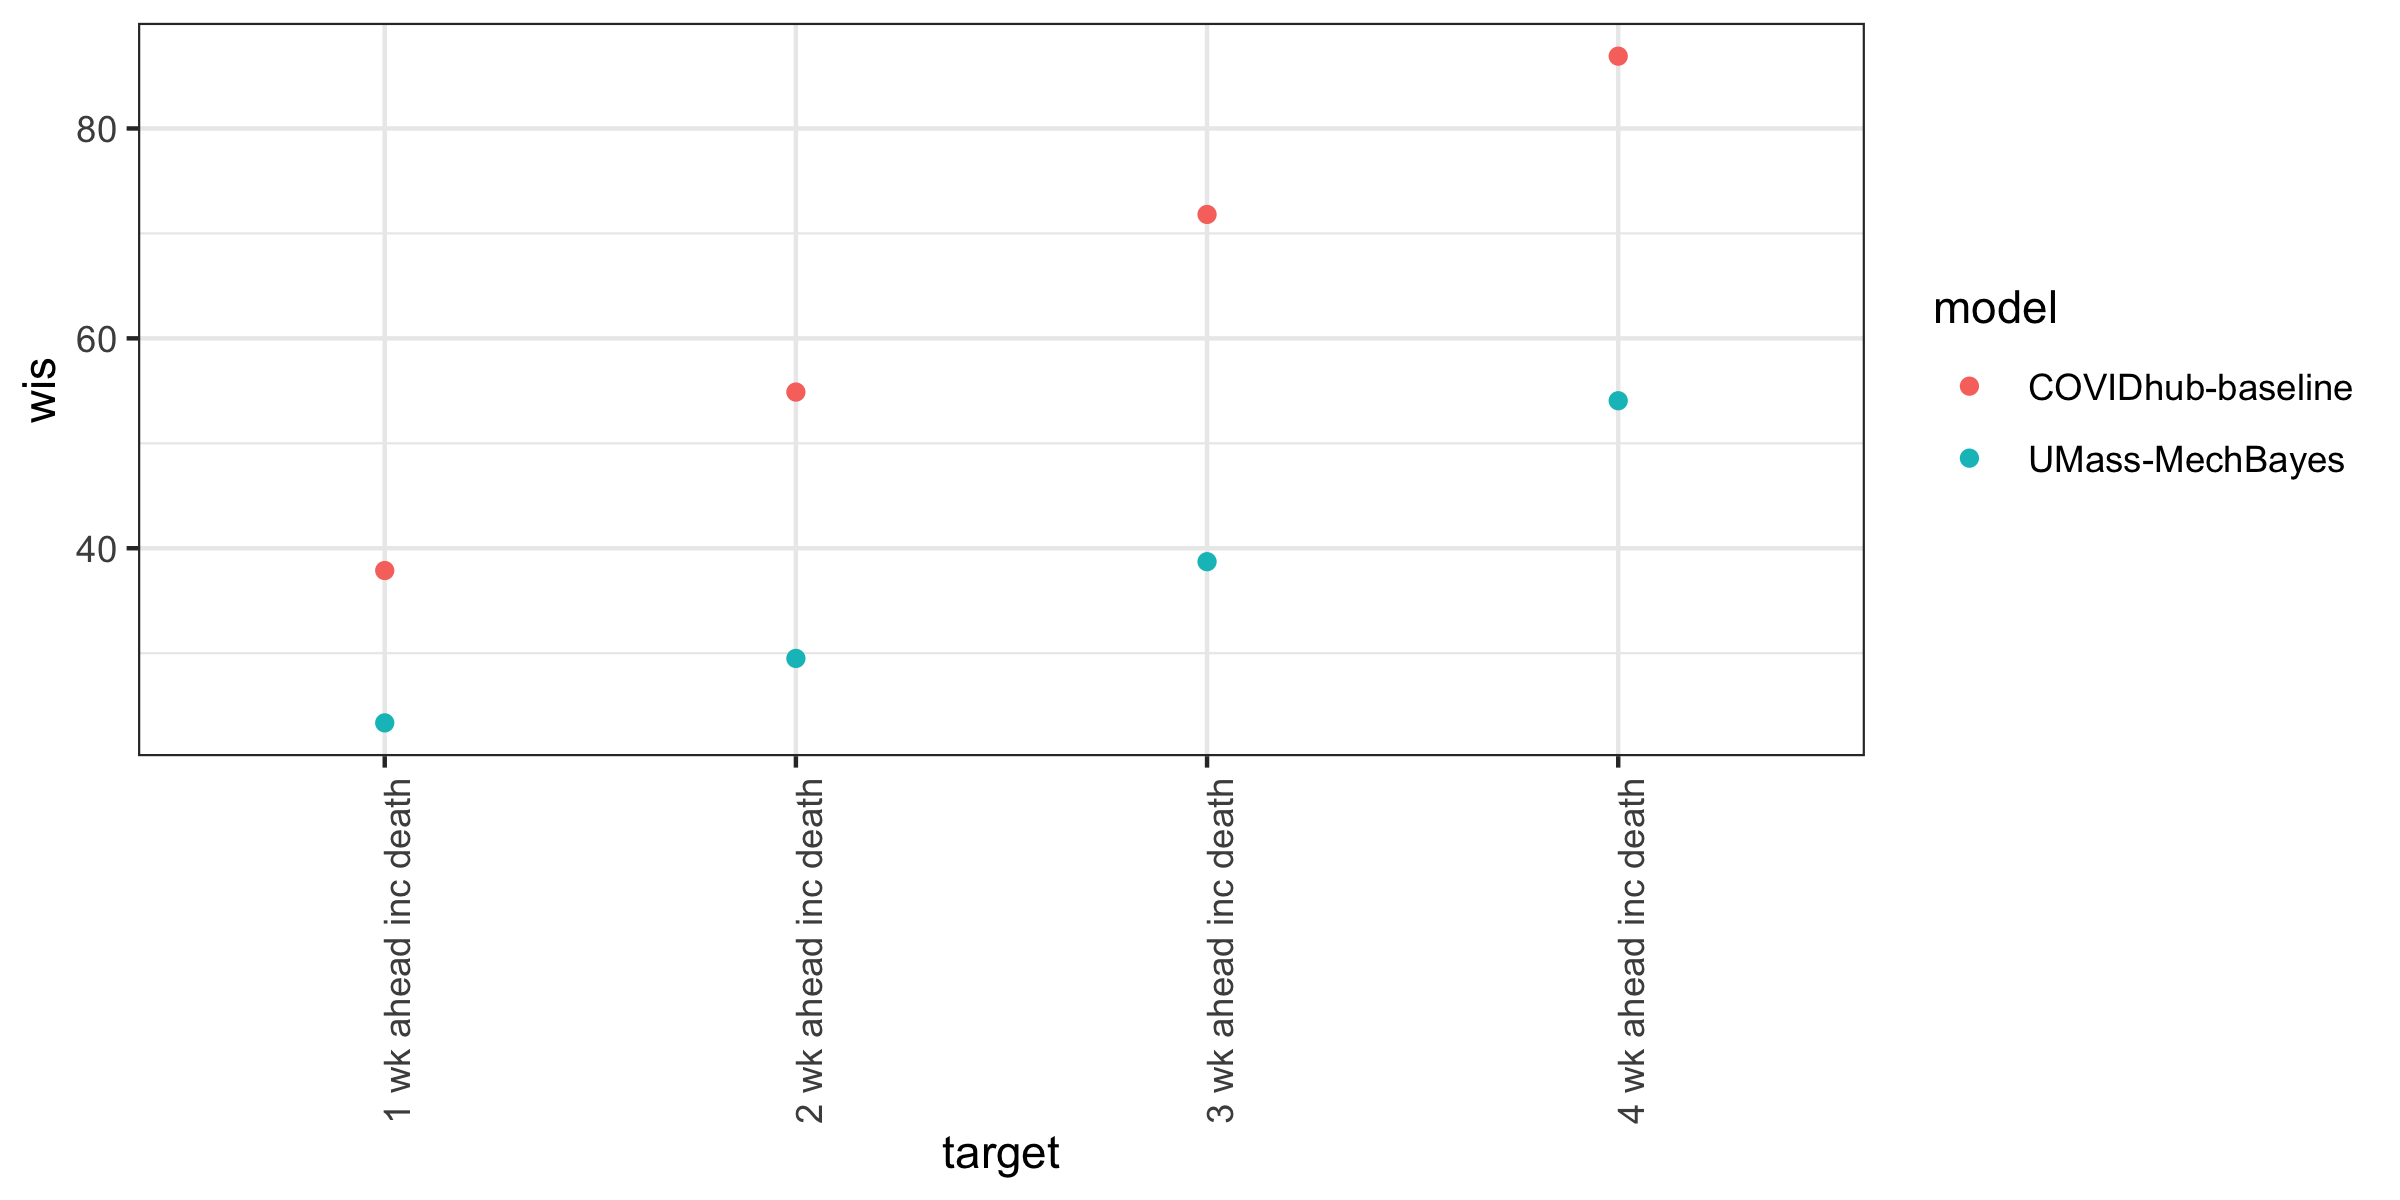 wis
80
60
40
1 wk ahead inc death
2 wk ahead inc death
3 wk ahead inc death
4 wk ahead inc death
target
model
COVIDhub-baseline
UMass-MechBayes